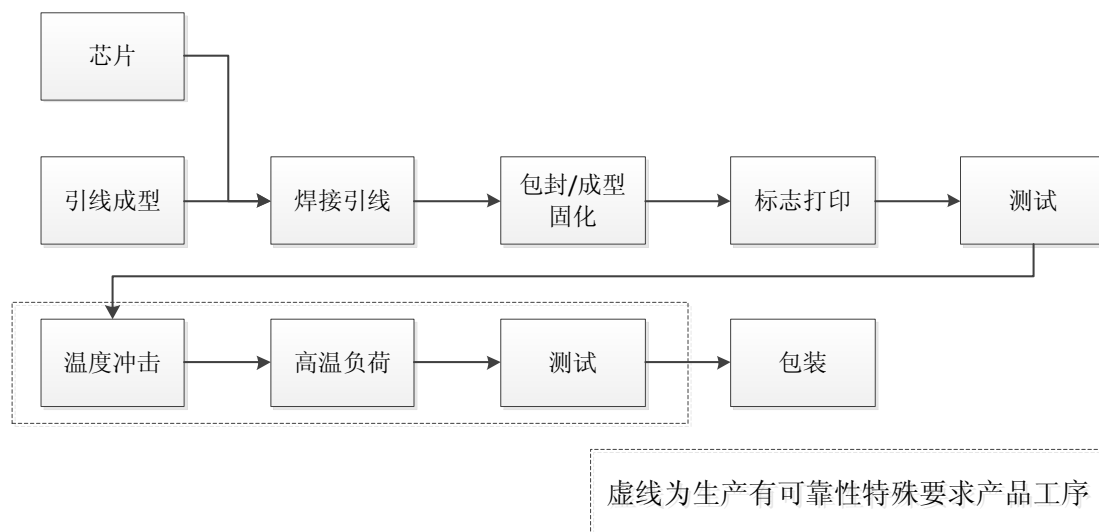 芯片
引线成型
焊接引线
包封/成型
固化
标志打印
测试
温度冲击
高温负荷
测试
包装
虚线为生产有可靠性特殊要求产品工序